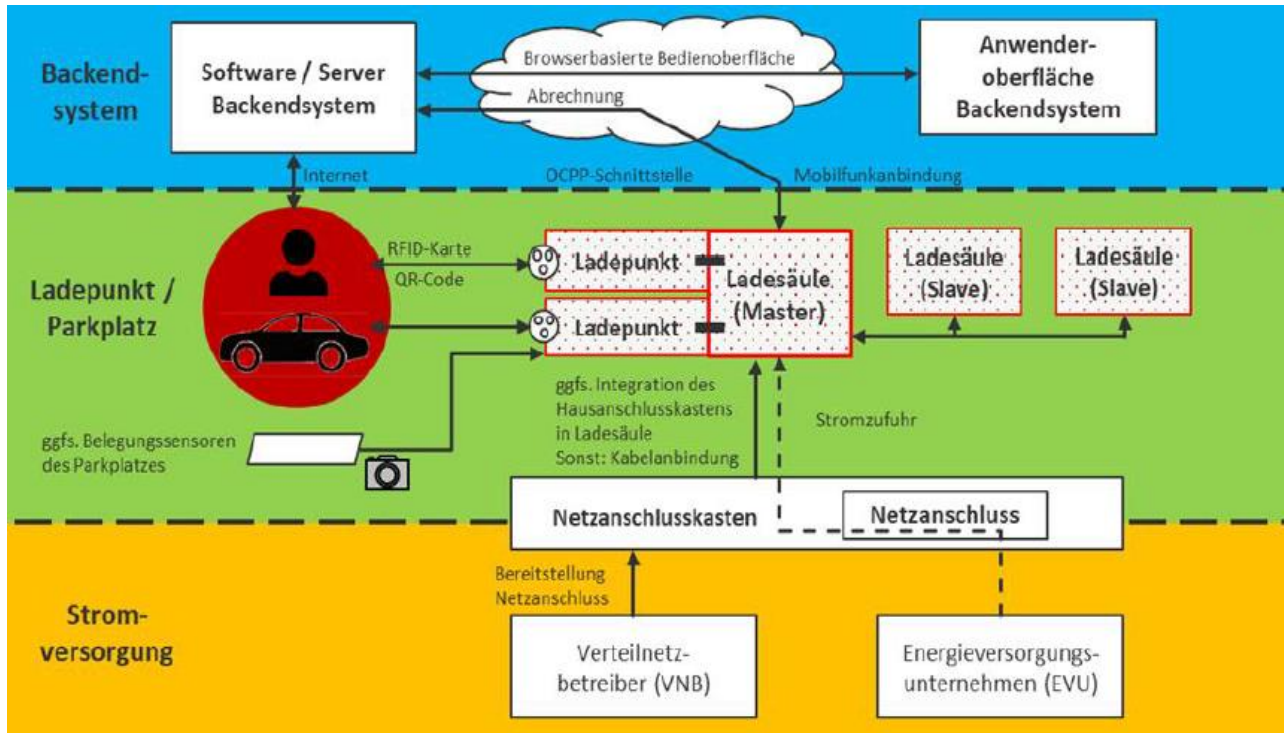 Backend-
system
Software / Server
Backendsystem
Browserbasierte Bedienoberfläche
Abrechnung
Anwender-
oberfläche
Backendsystem
Internet
OCPP-Schnittstelle
Mobilfunkanbindung
Ladepunkt /
Parkplatz
RFID-Karte
QR-Code
Ladepunkt
Ladepunkt
Ladesäule
(Master)
Ladesäule
(Slave)
Ladesäule
(Slave)
ggfs. Belegungssensoren
des Parkplatzes
ggfs. Integration des
Hausanschlusskastens
in Ladesäule
Sonst: Kabelanbindung
Stromzufuhr
Netzanschlusskasten
Netzanschluss
Strom-
versorgung
Bereitstellung
Netzanschluss
Verteilnetz-
betreiber (VNB)
Energieversorgungs-
unternehmen (EVU)